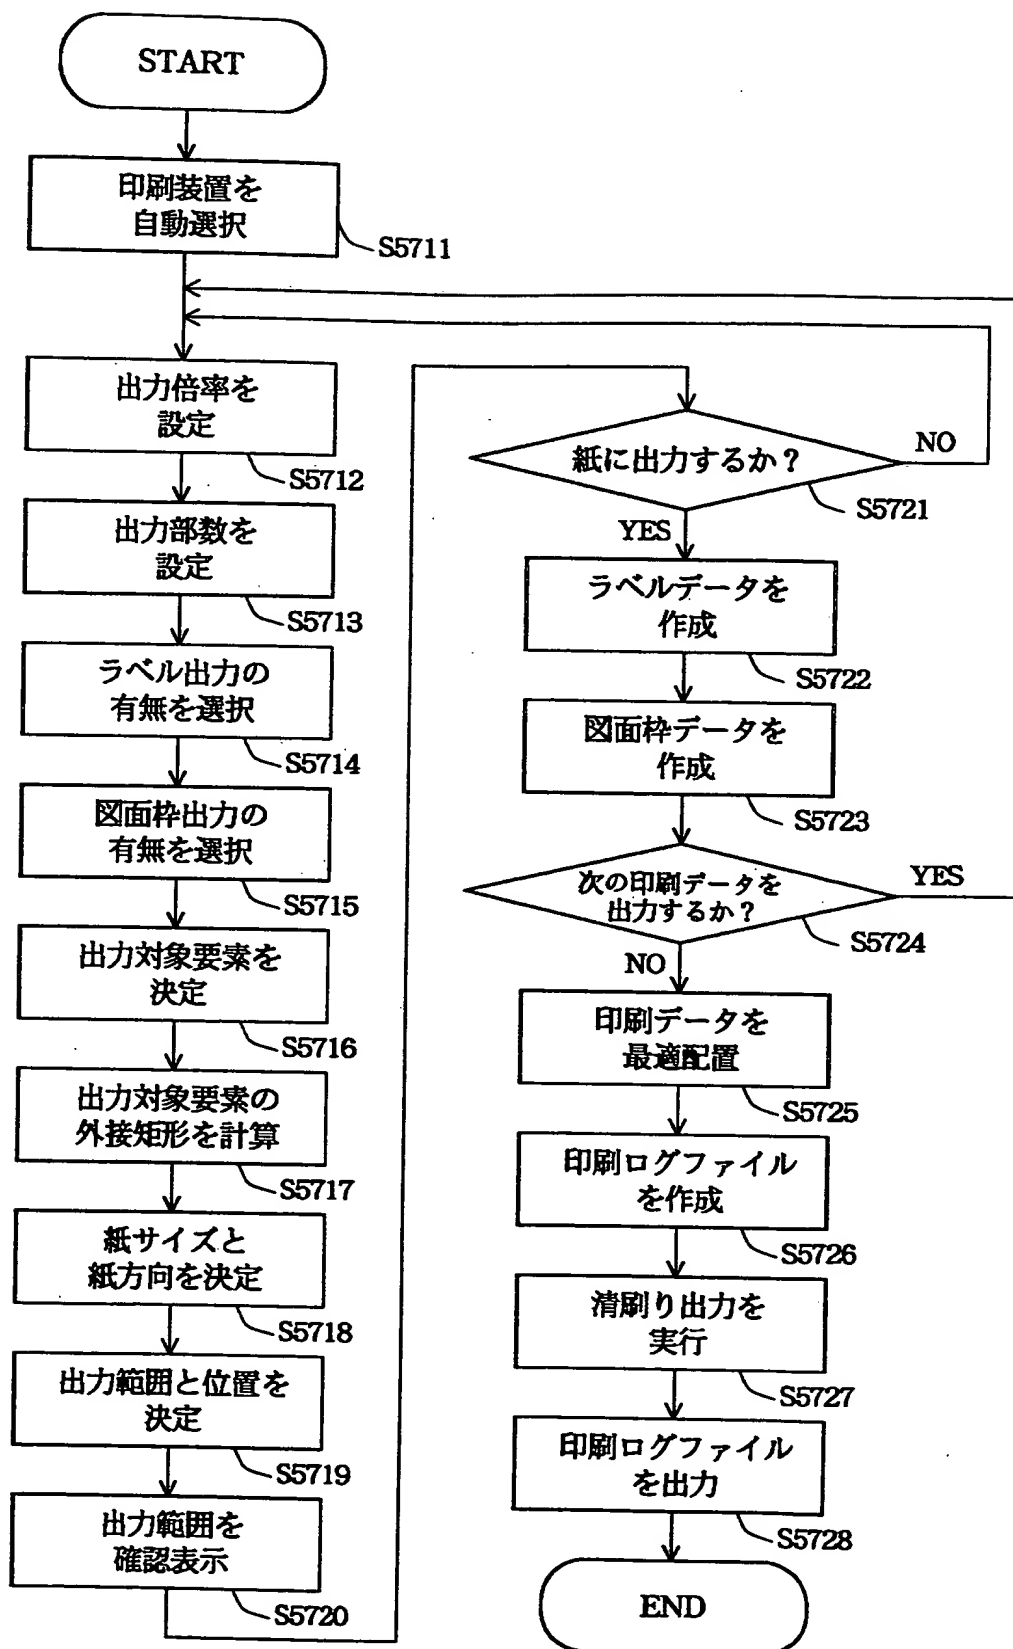 START
印刷装置を
自動選択
S5711
出力倍率を
設定
S5712
出力部数を
設定
S5713
ラベル出力の
有無を選択
S5714
図面枠出力の
有無を選択
S5715
出力対象要素を
決定
S5716
出力対象要素の
外接矩形を計算
S5717
紙サイズと
紙方向を決定
S5718
出力範囲と位置を
決定
S5719
出力範囲を
確認表示
S5720
紙に出力するか?
NO
S5721
YES
ラベルデータを
作成
S5722
図面枠データを
作成
S5723
次の印刷データを
出力するか?
YES
S5724
NO
印刷データを
最適配置
S5725
印刷ログファイル
を作成
S5726
清刷り出力を
実行
S5727
印刷ログファイル
を出力
S5728
END